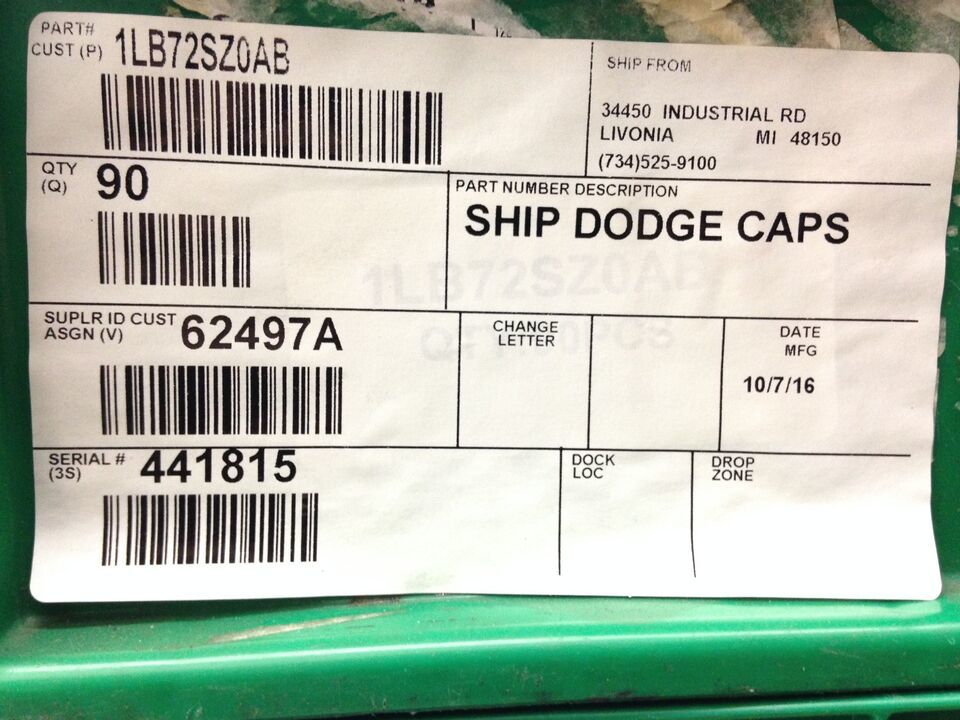 PART#
CUST (P) 1LB72SZ0AB
SHIP FROM
34450 INDUSTRIAL RD
LIVONIA MI 48150
(734)525-9100
QTY
(Q) 90
PART NUMBER DESCRIPTION
SHIP DODGE CAPS
1LB72SZ0AB
SUPLR ID CUST
ASGN (V) 62497A
CHANGE
LETTER
DATE
MFG
10/7/16
SERIAL #
(3S) 441815
DOCK
LOC
DROP
ZONE